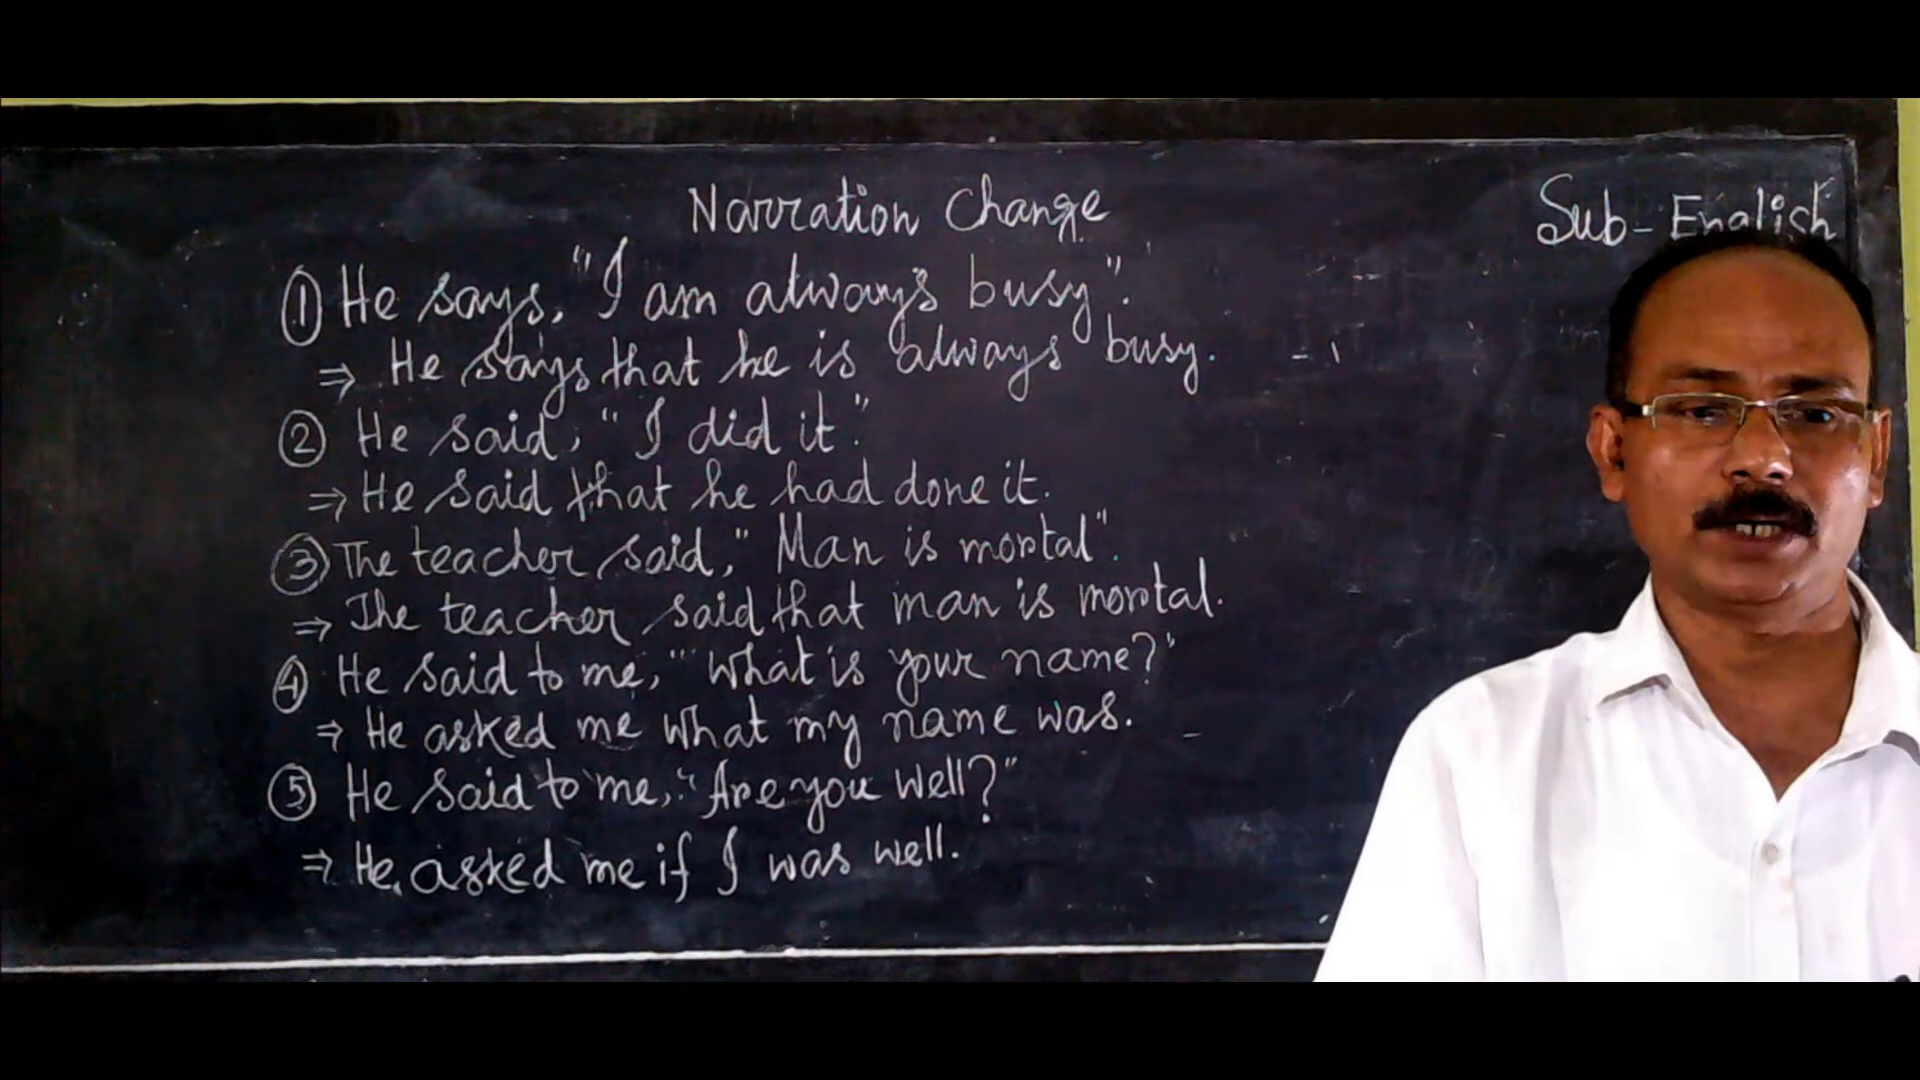 Narration Change
Sub- English
① He says, "I am always busy".
⇒ He says that he is always busy.
② He said, "I did it".
⇒ He said that he had done it.
③ The teacher said, "Man is mortal".
⇒ The teacher said that man is mortal.
④ He said to me, "What is your name?"
⇒ He asked me what my name was.
⑤ He said to me, "Are you well?"
⇒ He asked me if I was well.